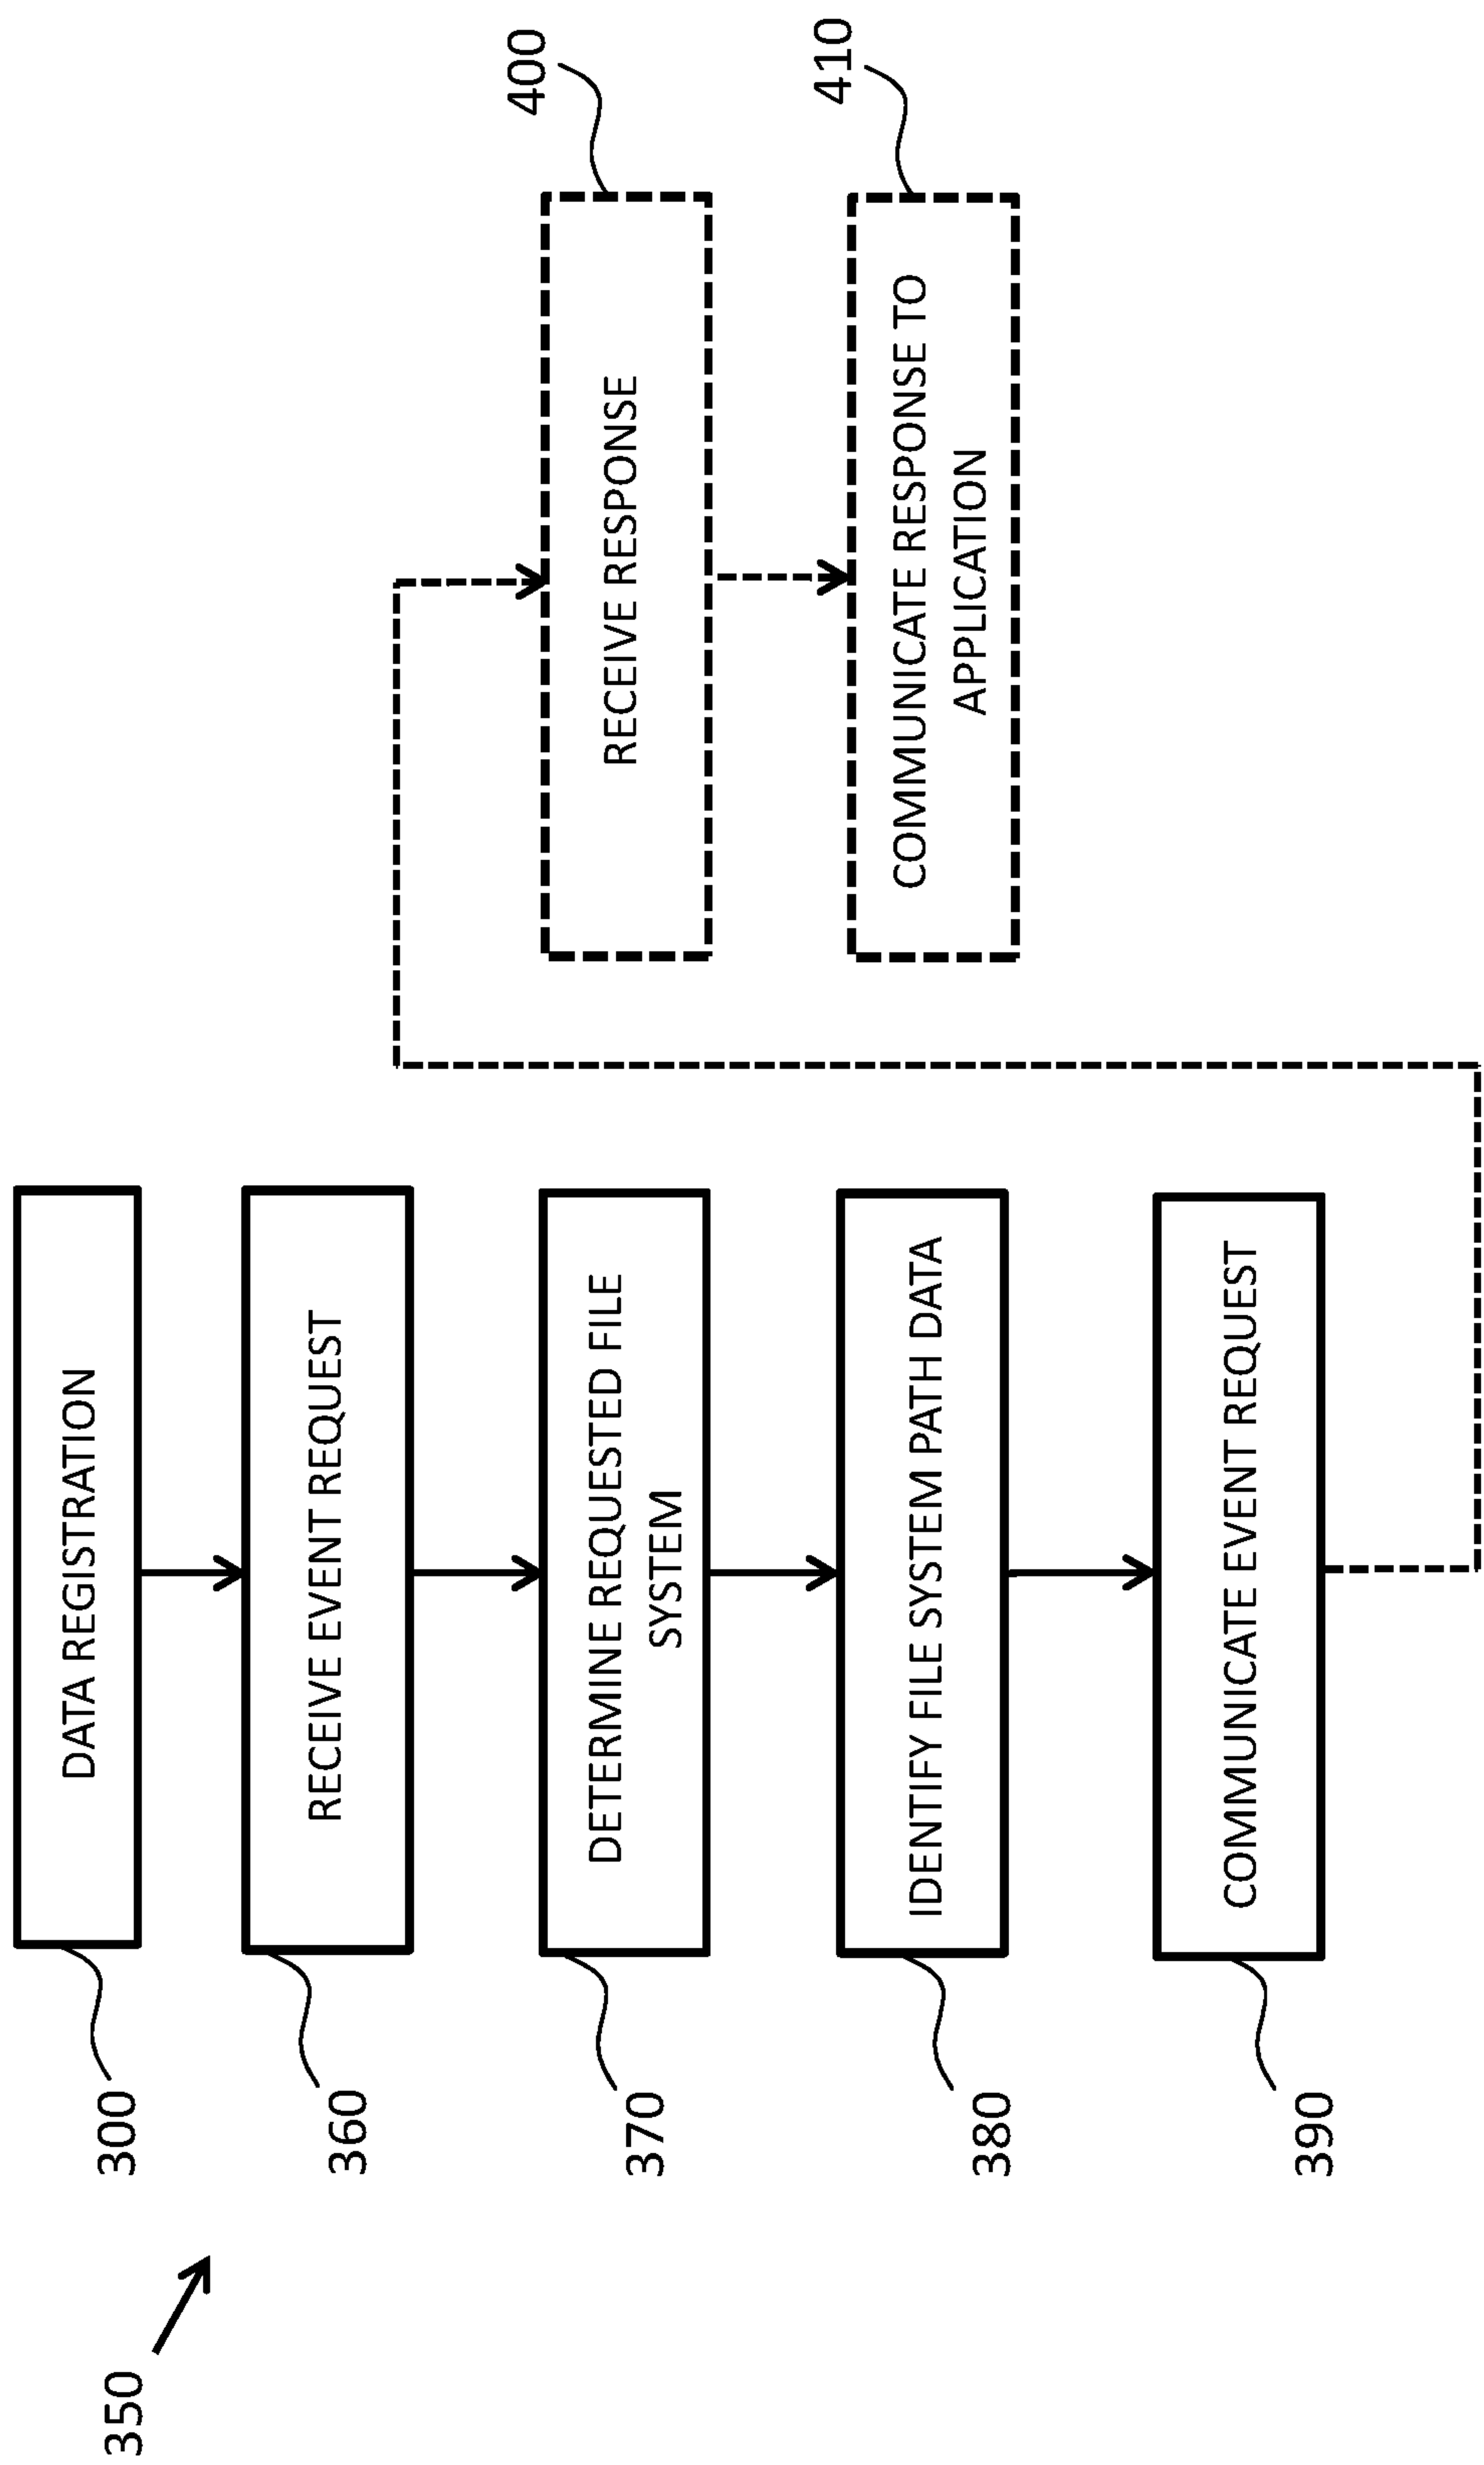 350
300
DATA REGISTRATION
360
RECEIVE EVENT REQUEST
370
DETERMINE REQUESTED FILE
SYSTEM
380
IDENTIFY FILE SYSTEM PATH DATA
390
COMMUNICATE EVENT REQUEST
400
RECEIVE RESPONSE
410
COMMUNICATE RESPONSE TO
APPLICATION